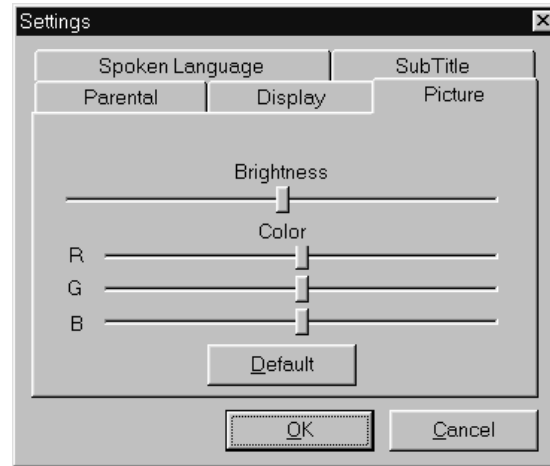 Settings
Spoken Language SubTitle
Parental Display Picture
Brightness
Color
R
G
B
Default
OK Cancel